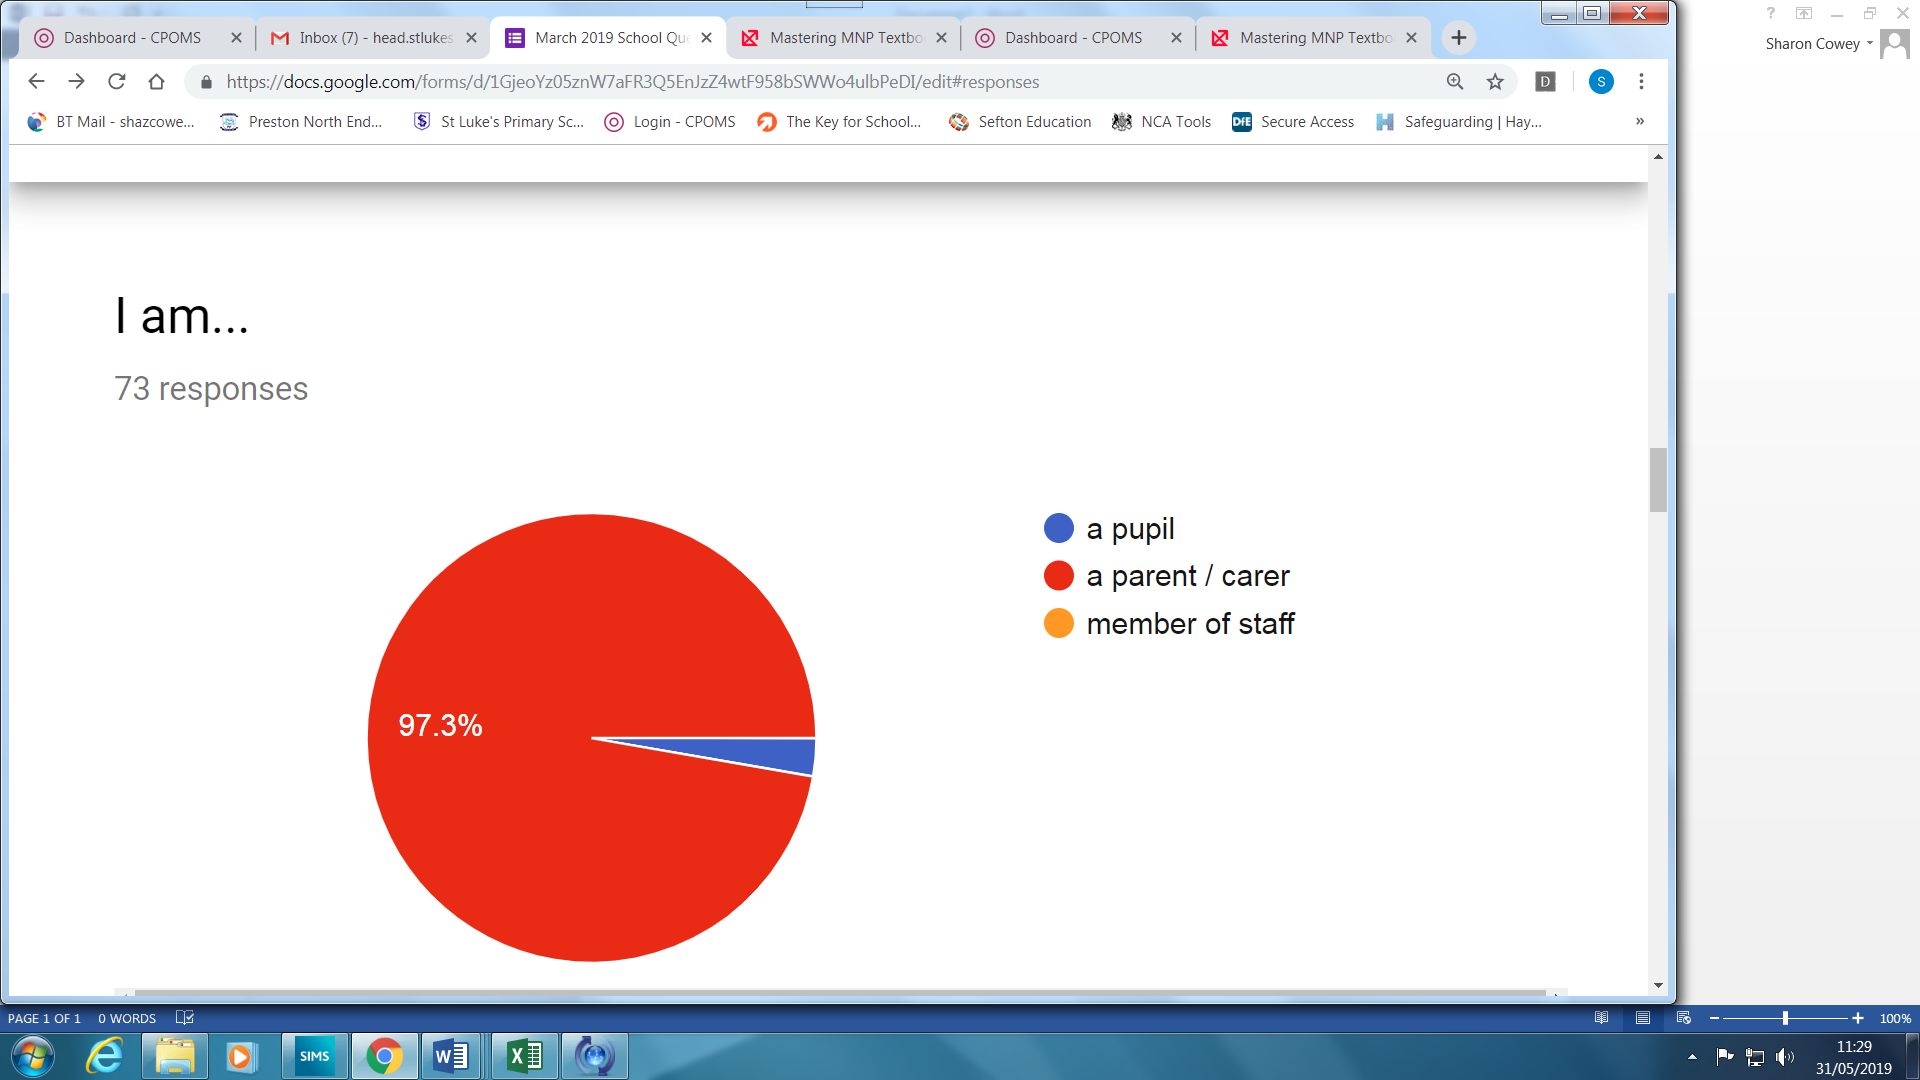 Dashboard - CPOMS
Inbox (7) - head.stlukes
March 2019 School Qu
Mastering MNP Textbo
Dashboard - CPOMS
Mastering MNP Textbo
Sharon Cowey
https://docs.google.com/forms/d/1GjeoYz05znW7aFR3Q5EnJzZ4wtF958bSWWo4ulbPeDI/edit#responses
D
S
BT Mail - shazcowe...
Preston North End...
St Luke's Primary Sc...
Login - CPOMS
The Key for School...
Sefton Education
NCA Tools
DfE
Secure Access
Safeguarding | Hay...
»
I am...
73 responses
a pupil
a parent / carer
member of staff
97.3%
PAGE 1 OF 1
0 WORDS
100%
SIMS
11:29
31/05/2019